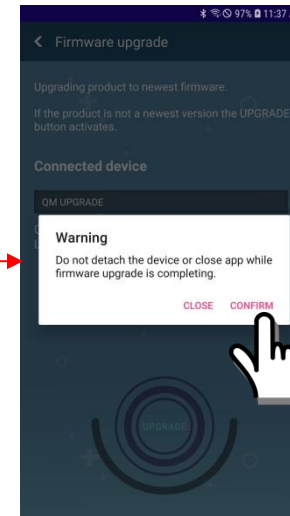 97% 11:37
Firmware upgrade
Upgrading product to newest firmware.
If the product is not a newest version the UPGRADE
button activates.
Connected device
QM UPGRADE
Warning
Do not detach the device or close app while
firmware upgrade is completing.
CLOSE CONFIRM
UPGRADE